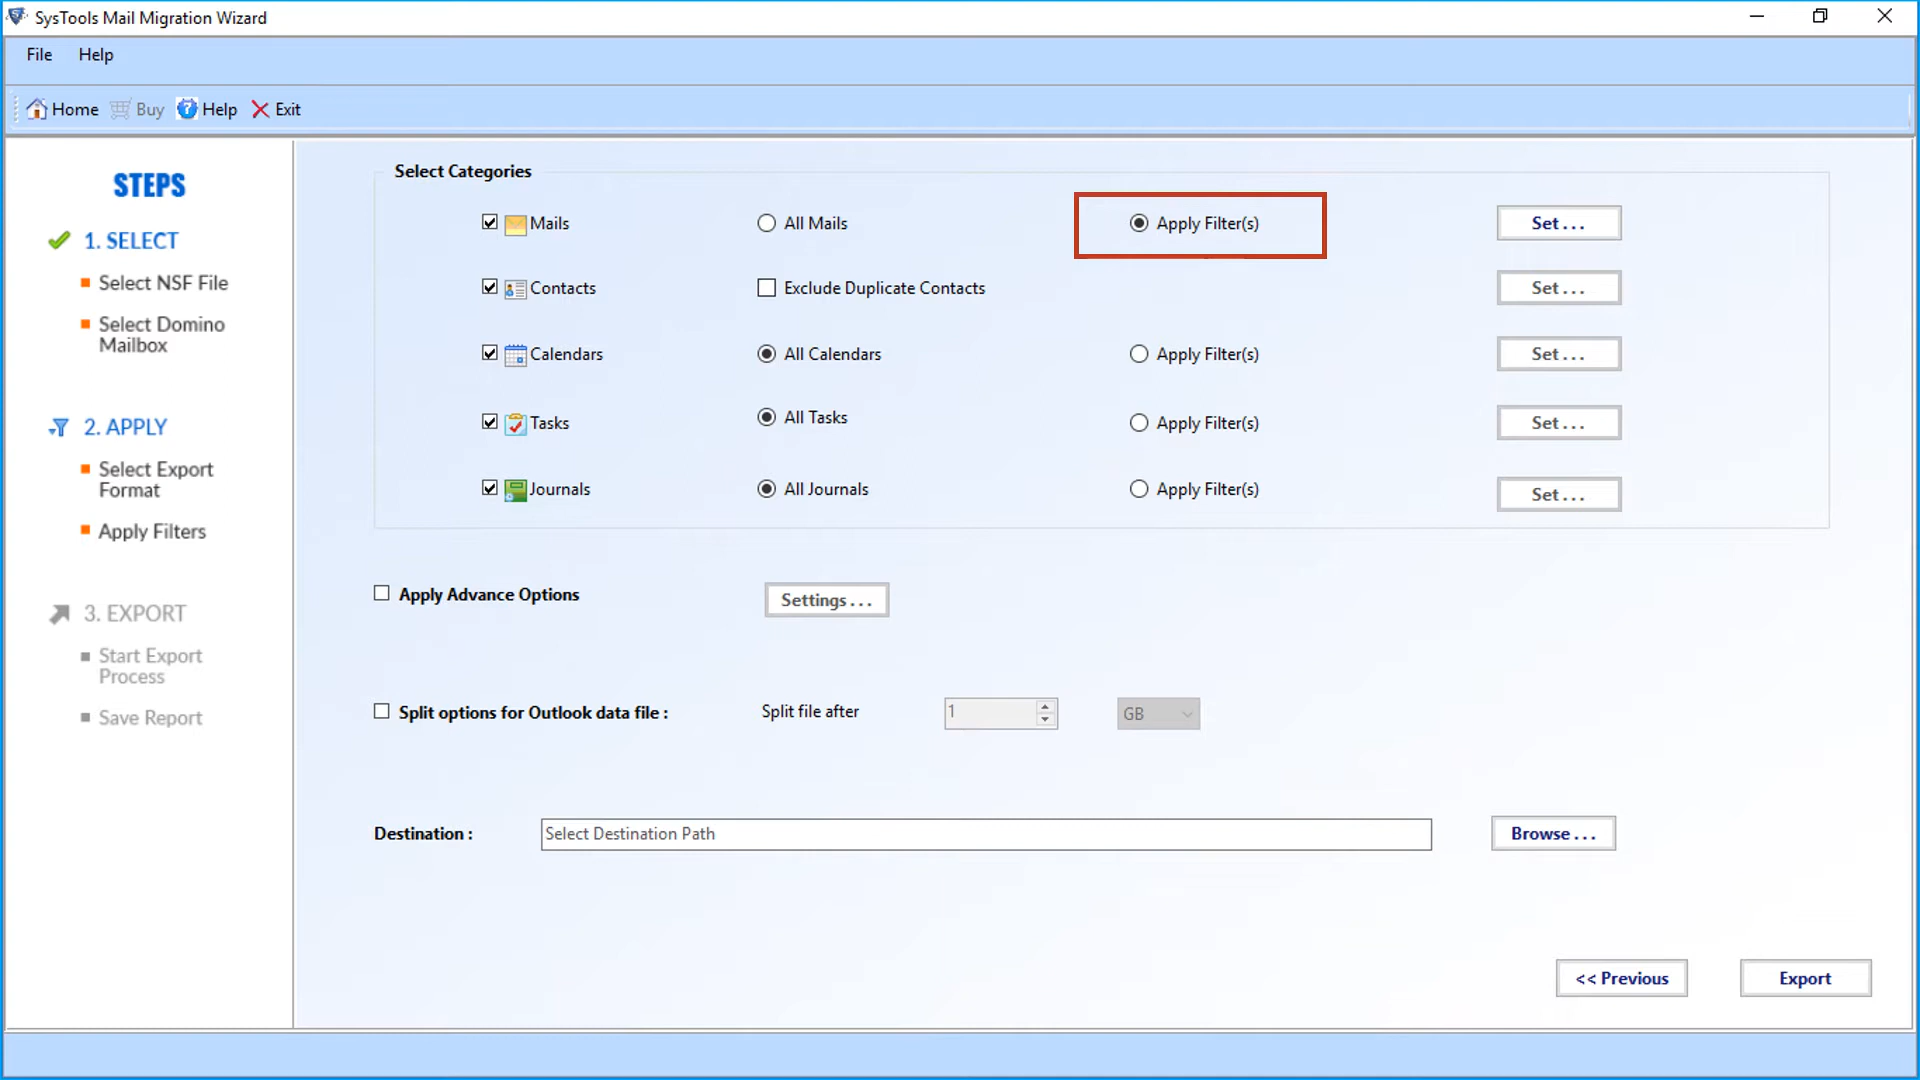 SysTools Mail Migration Wizard
File Help
Home Buy Help Exit
STEPS
1. SELECT
Select NSF File
Select Domino
Mailbox
2. APPLY
Select Export
Format
Apply Filters
3. EXPORT
Start Export
Process
Save Report
Select Categories
Mails All Mails Apply Filter(s) Set . . .
Contacts Exclude Duplicate Contacts Set . . .
Calendars All Calendars Apply Filter(s) Set . . .
Tasks All Tasks Apply Filter(s) Set . . .
Journals All Journals Apply Filter(s) Set . . .
Apply Advance Options Settings . . .
Split options for Outlook data file : Split file after 1 GB
Destination : Select Destination Path Browse . . .
<< Previous Export